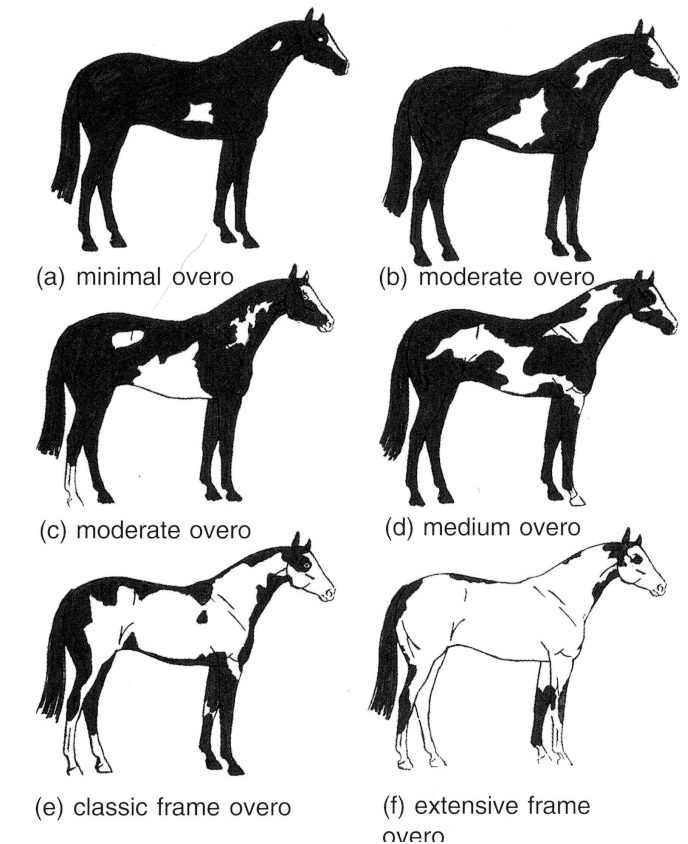 (a) minimal overo
(b) moderate overo
(c) moderate overo
(d) medium overo
(e) classic frame overo
(f) extensive frame
overo